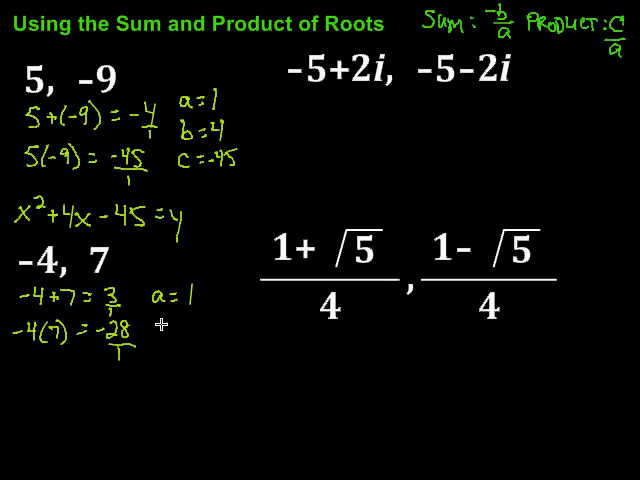 Using the Sum and Product of Roots
Sum: -b/a PRODUCT: c/a
5, -9
5+(-9) = -4/1
a=1
b=4
5(-9) = -45/1
c=-45
x²+4x-45=y
-4, 7
-4+7 = 3/1
a=1
-4(7) = -28/1
-5+2i, -5-2i
1+ √5 / 4 , 1- √5 / 4